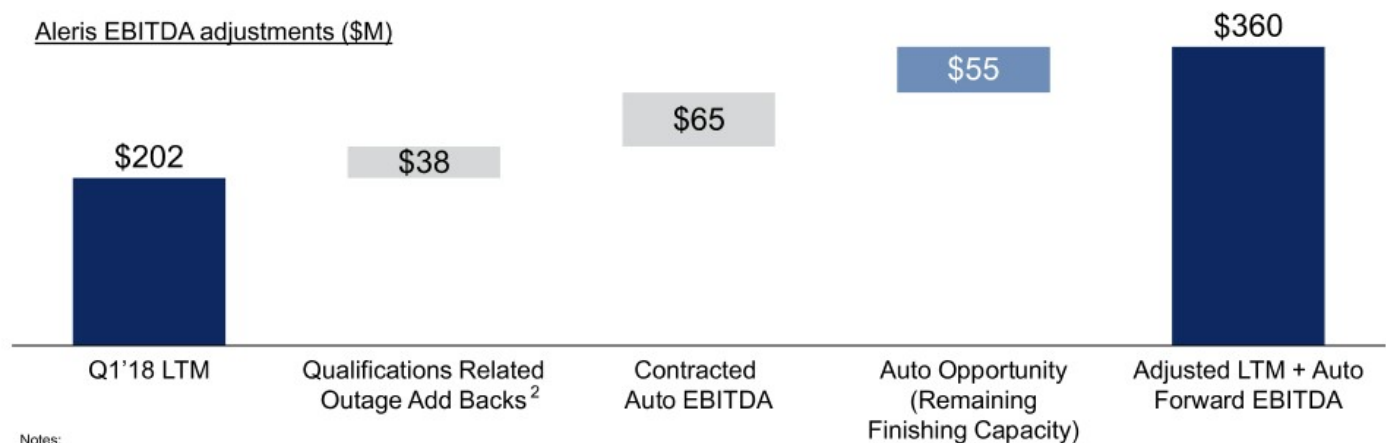 Aleris EBITDA adjustments ($M)
$202
$38
$65
$55
$360
Q1'18 LTM
Qualifications Related
Outage Add Backs²
Contracted
Auto EBITDA
Auto Opportunity
(Remaining
Finishing Capacity)
Adjusted LTM + Auto
Forward EBITDA
Notes: